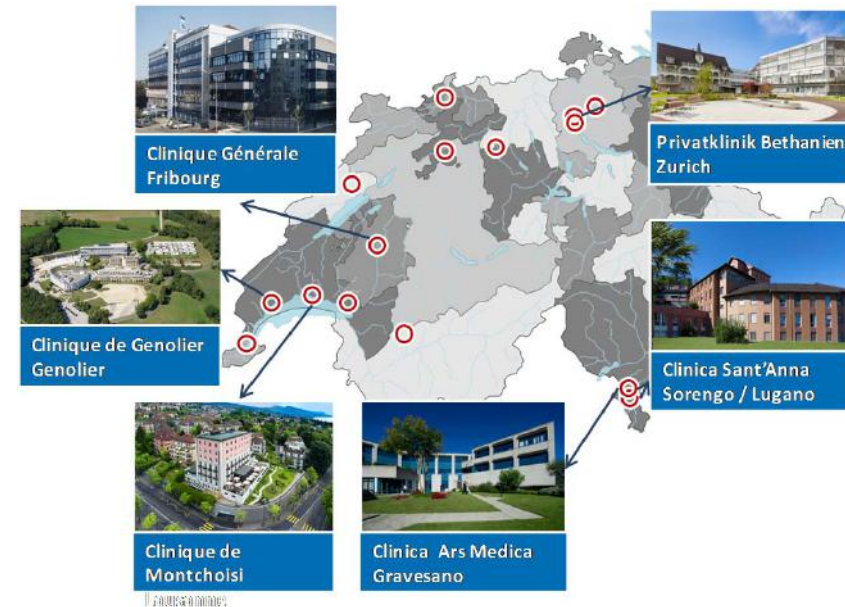 Clinique Générale
Fribourg
Privatklinik Bethanien
Zurich
Clinique de Genolier
Genolier
Clinica Sant'Anna
Sorengo / Lugano
Clinique de
Montchoisi
Clinica Ars Medica
Gravesano